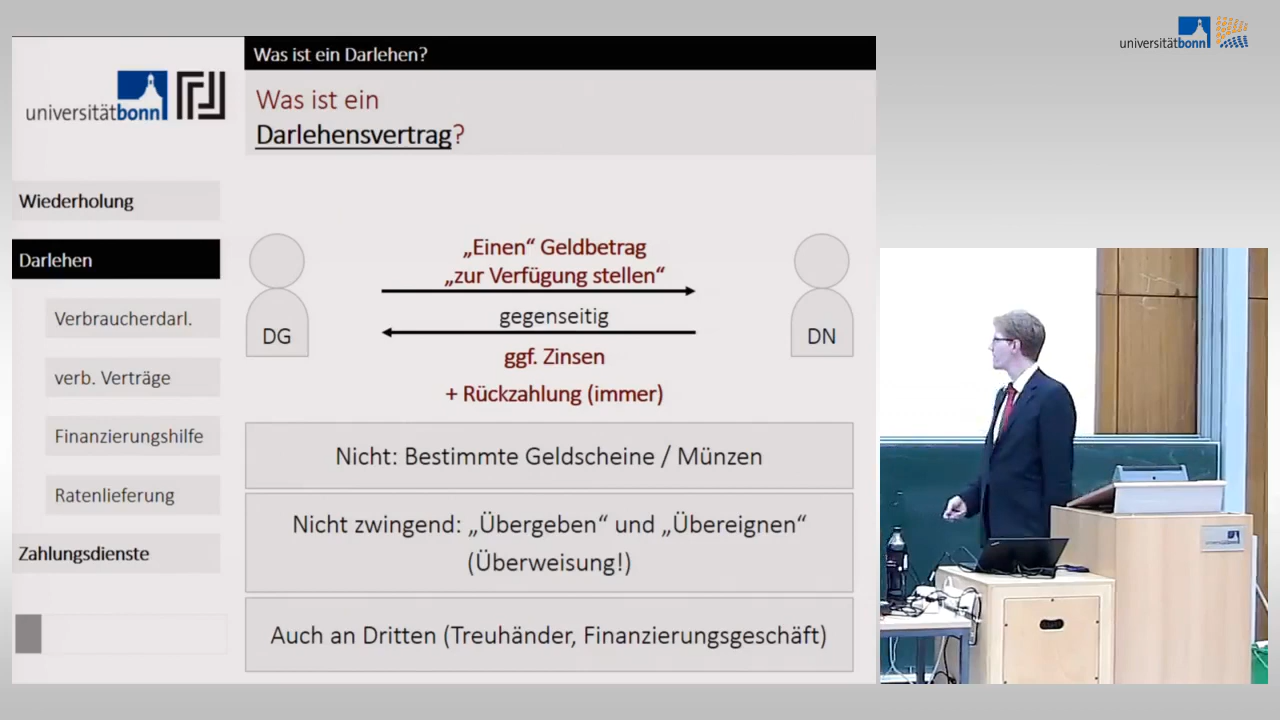 universitätbonn
Was ist ein Darlehen?
universitätbonn
Was ist ein
Darlehensvertrag?
Wiederholung
Darlehen
Verbraucherdarl.
verb. Verträge
Finanzierungshilfe
Ratenlieferung
Zahlungsdienste
„Einen“ Geldbetrag
„zur Verfügung stellen“
gegenseitig
DG
DN
ggf. Zinsen
+ Rückzahlung (immer)
Nicht: Bestimmte Geldscheine / Münzen
Nicht zwingend: „Übergeben“ und „Übereignen“
(Überweisung!)
Auch an Dritten (Treuhänder, Finanzierungsgeschäft)